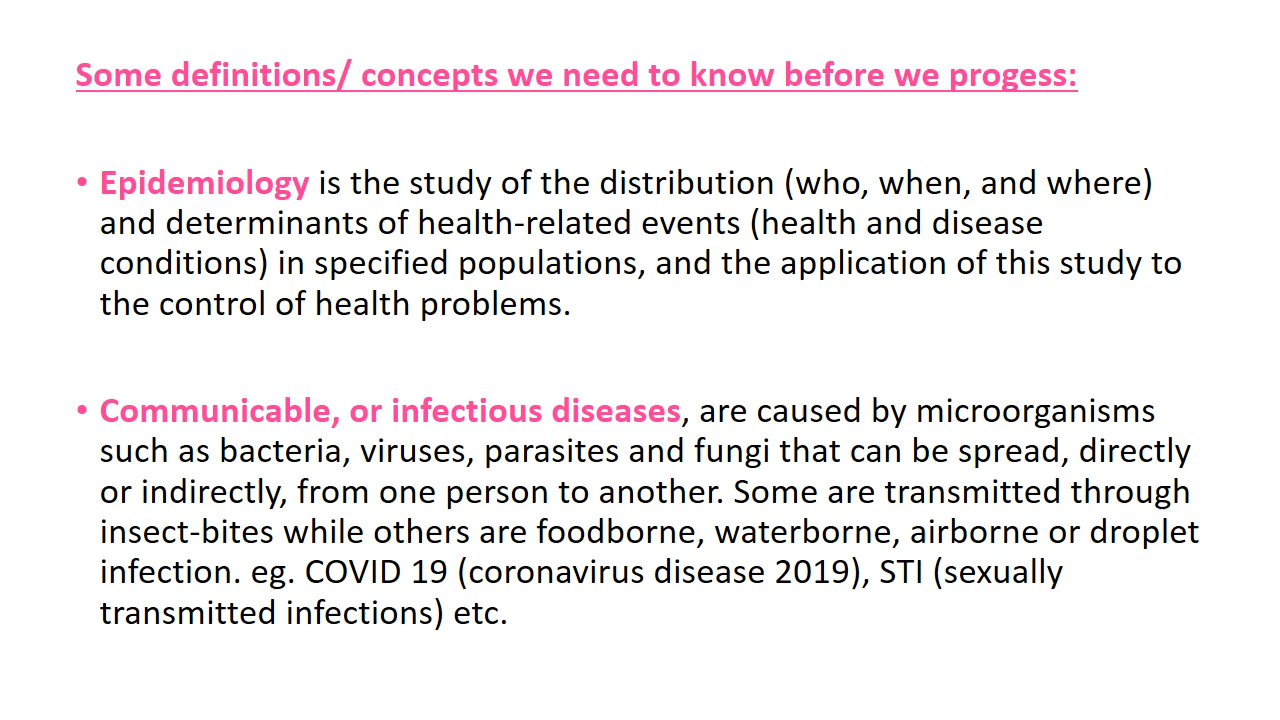 Some definitions/ concepts we need to know before we progess:
• Epidemiology is the study of the distribution (who, when, and where)
and determinants of health-related events (health and disease
conditions) in specified populations, and the application of this study to
the control of health problems.
• Communicable, or infectious diseases, are caused by microorganisms
such as bacteria, viruses, parasites and fungi that can be spread, directly
or indirectly, from one person to another. Some are transmitted through
insect-bites while others are foodborne, waterborne, airborne or droplet
infection. eg. COVID 19 (coronavirus disease 2019), STI (sexually
transmitted infections) etc.